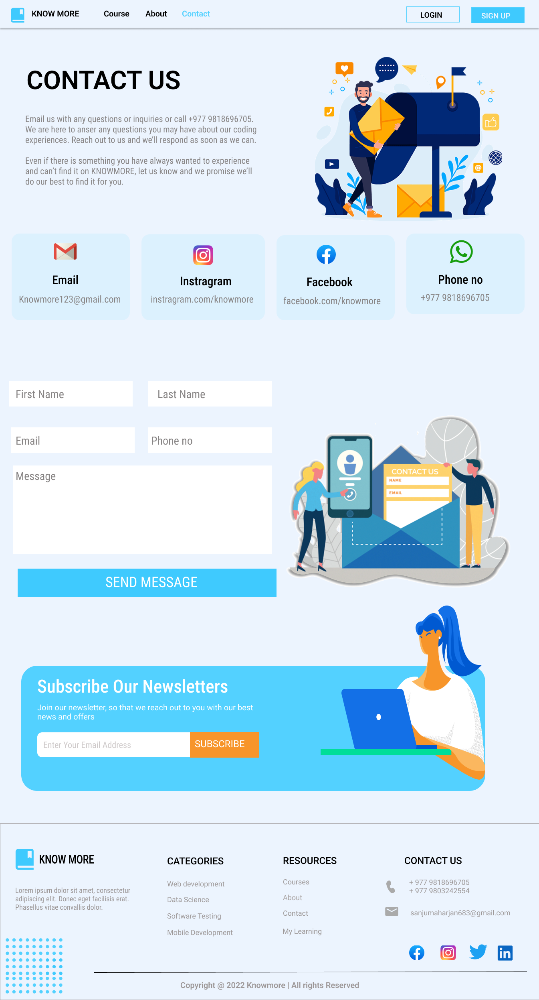 KNOW MORE
Course
About
Contact
LOGIN
SIGN UP
CONTACT US
Email us with any questions or inquiries or call +977 9818696705.
We are here to anser any questions you may have about our coding
experiences. Reach out to us and we’ll respond as soon as we can.
Even if there is something you have always wanted to experience
and can’t find it on KNOWMORE, let us know and we promise we’ll
do our best to find it for you.
Email
Knowmore123@gmail.com
Instragram
instragram.com/knowmore
Facebook
facebook.com/knowmore
Phone no
+977 9818696705
First Name
Last Name
Email
Phone no
Message
SEND MESSAGE
CONTACT US
NAME
EMAIL
Subscribe Our Newsletters
Join our newsletter, so that we reach out to you with our best
news and offers
Enter Your Email Address
SUBSCRIBE
KNOW MORE
Lorem ipsum dolor sit amet, consectetur
adipiscing elit. Donec eget facilisis erat.
Phasellus vitae convallis dolor.
CATEGORIES
Web development
Data Science
Software Testing
Mobile Development
RESOURCES
Courses
About
Contact
My Learning
CONTACT US
+ 977 9818696705
+ 977 9803242554
sanjumaharjan683@gmail.com
Copyright @ 2022 Knowmore | All rights Reserved